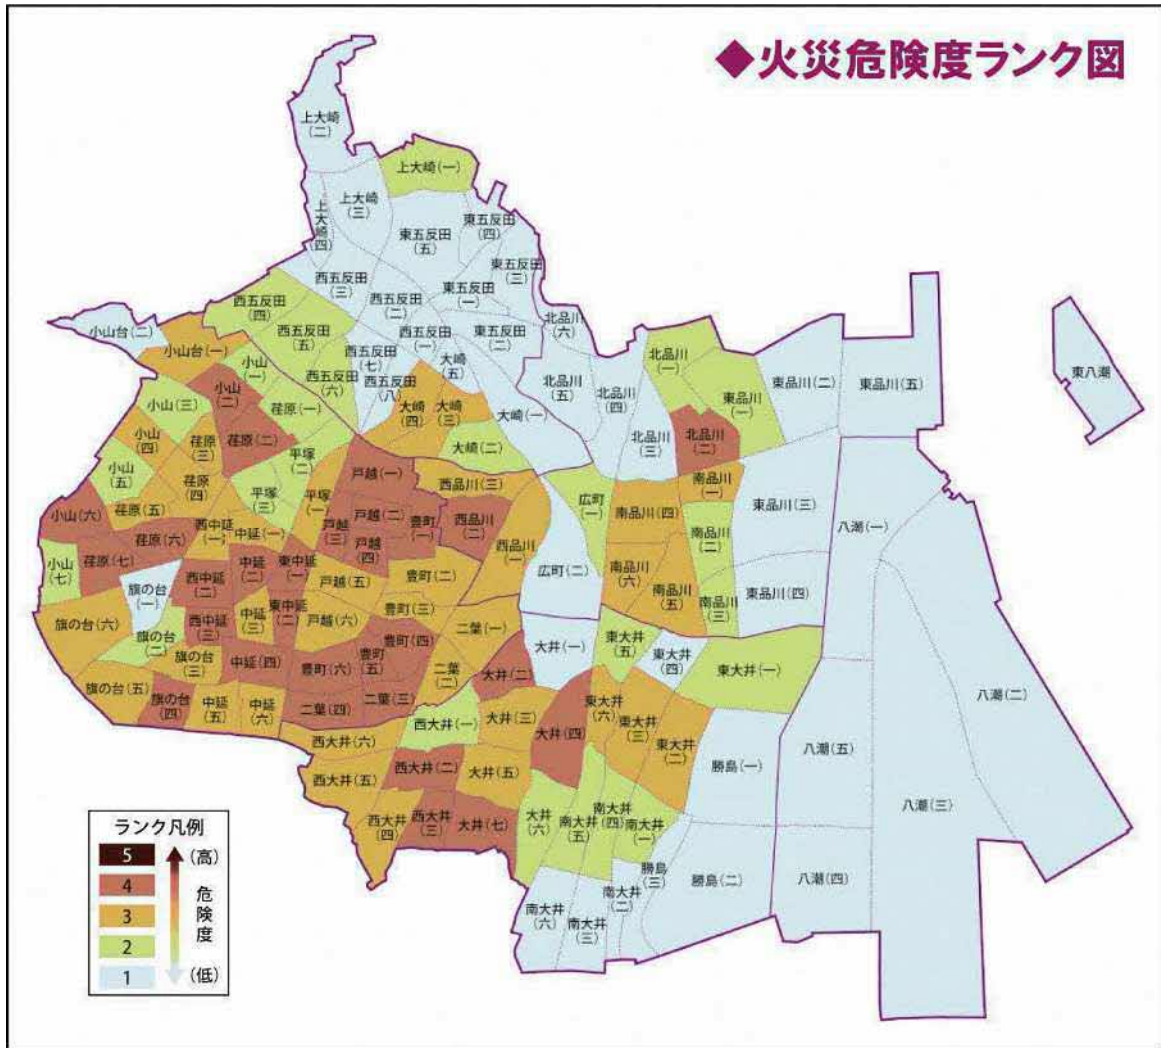 ◆火災危険度ランク図
上大崎
(二)
上大崎(一)
上大崎
(三)
上大崎
(四)
東五反田
(四)
東五反田
(五)
東五反田
(三)
東五反田
(一)
東五反田
(二)
西五反田
(三)
西五反田
(二)
西五反田
(一)
西五反田
(四)
西五反田
(五)
西五反田
(六)
西五反田
(七)
西五反田
(八)
大崎
(五)
大崎
(四)
大崎
(三)
大崎(一)
大崎(二)
北品川
(六)
北品川
(五)
北品川
(四)
北品川
(三)
北品川
(一)
北品川
(二)
東品川
(一)
東品川(二)
東品川(五)
東品川(三)
東品川(四)
東八潮
小山台(二)
小山台(一)
小山
(一)
小山
(二)
小山(三)
小山
(四)
小山
(五)
小山(六)
小山
(七)
荏原(一)
荏原(二)
荏原
(三)
荏原
(四)
荏原(五)
荏原(六)
荏原(七)
平塚
(二)
平塚
(三)
平塚
(一)
戸越(一)
戸越(二)
戸越
(三)
戸越
(四)
戸越(五)
戸越(六)
豊町
(一)
豊町(二)
豊町(三)
豊町(四)
豊町
(五)
豊町(六)
西品川(三)
西品川
(二)
西品川
(一)
広町
(一)
広町(二)
南品川
(一)
南品川(四)
南品川
(二)
南品川
(六)
南品川
(五)
南品川
(三)
西中延
(一)
中延(一)
西中延
(二)
中延
(二)
東中延
(一)
東中延
(二)
西中延
(三)
中延
(三)
中延(四)
中延
(五)
中延
(六)
旗の台
(一)
旗の台(六)
旗の台
(二)
旗の台
(三)
旗の台(五)
旗の台
(四)
二葉(一)
二葉
(二)
二葉(三)
二葉(四)
大井(一)
大井(二)
大井(三)
大井(四)
大井(五)
大井
(六)
大井(七)
西大井(一)
西大井(六)
西大井(五)
西大井(二)
西大井
(四)
西大井
(三)
東大井
(五)
東大井
(四)
東大井(一)
東大井
(六)
東大井
(三)
東大井
(二)
南大井
(四)
南大井
(五)
南大井
(一)
南大井
(六)
南大井
(三)
南大井
(二)
勝島(一)
勝島
(三)
勝島(二)
八潮(一)
八潮(二)
八潮(五)
八潮(三)
八潮(四)
ランク凡例
5
4
3
2
1
(高)
危険度
(低)